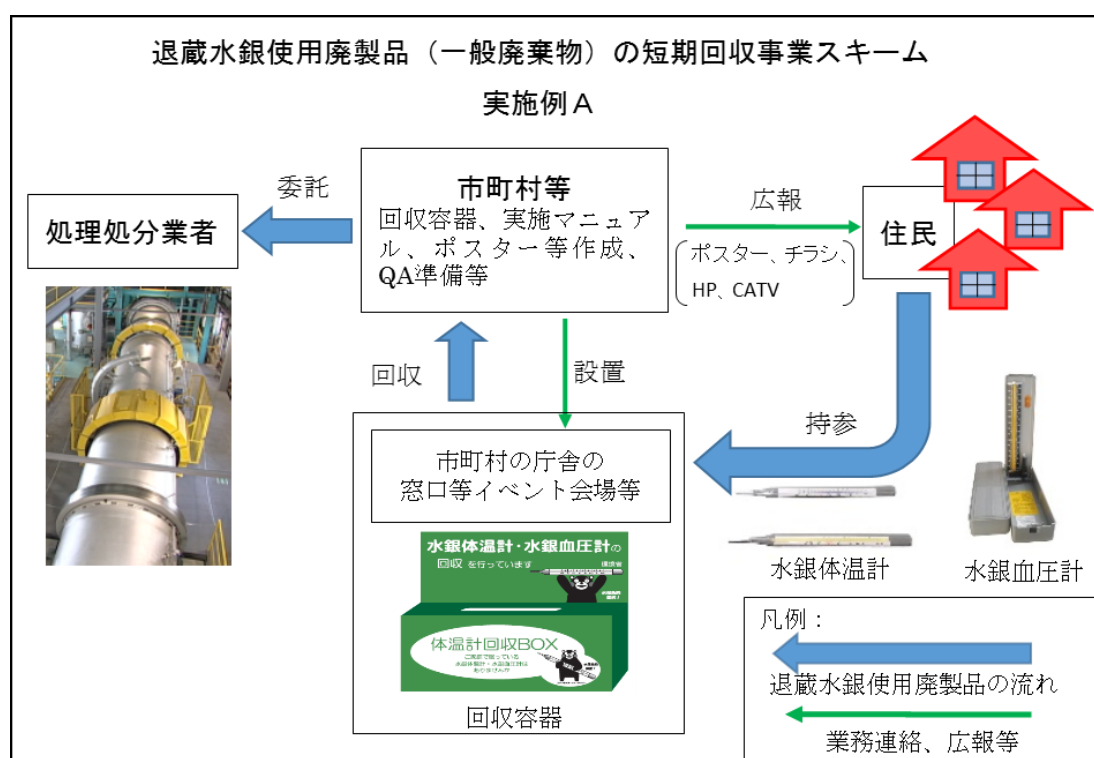 退蔵水銀使用廃製品（一般廃棄物）の短期回収事業スキーム
実施例Ａ
処理処分業者
委託
市町村等
回収容器、実施マニュア
ル、ポスター等作成、
QA準備等
広報
ポスター、チラシ、
HP、CATV
住民
回収
設置
持参
市町村の庁舎の
窓口等イベント会場等
水銀体温計・水銀血圧計の
回収 を行っています
体温計回収BOX
回収容器
水銀体温計
水銀血圧計
凡例：
退蔵水銀使用廃製品の流れ
業務連絡、広報等